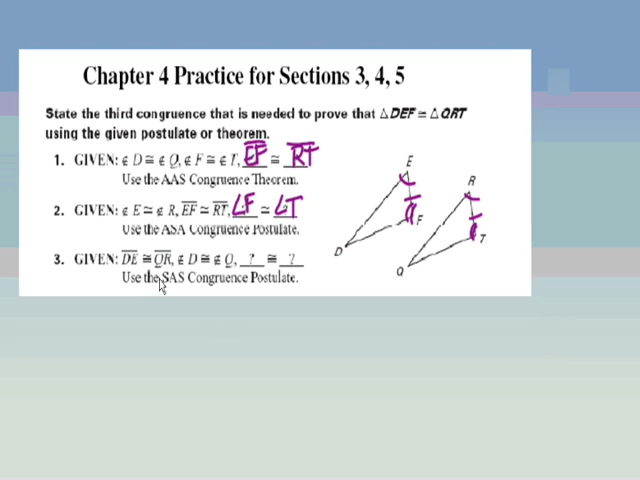 Chapter 4 Practice for Sections 3, 4, 5
State the third congruence that is needed to prove that △DEF ≅ △QRT
using the given postulate or theorem.
1. GIVEN: ∉ D ≅ ∉ Q, ∉ F ≅ ∉ T, EF ≅ RT
Use the AAS Congruence Theorem.
2. GIVEN: ∉ E ≅ ∉ R, EF ≅ RT, ∠F ≅ ∠T
Use the ASA Congruence Postulate.
3. GIVEN: DE ≅ QR, ∉ D ≅ ∉ Q, ? ≅ ?
Use the SAS Congruence Postulate.
E
R
F
T
D
Q